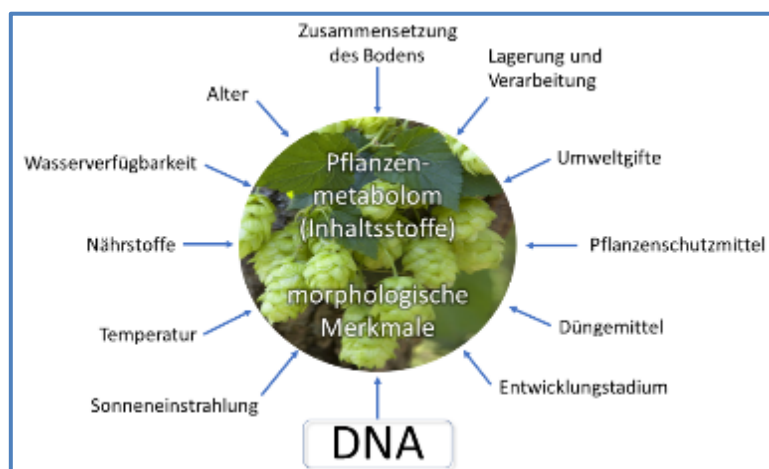 Zusammensetzung
des Bodens
Lagerung und
Verarbeitung
Alter
Wasserverfügbarkeit
Umweltgifte
Pflanzen-
metabolom
(Inhaltsstoffe)
Nährstoffe
Pflanzenschutzmittel
morphologische
Merkmale
Temperatur
Düngemittel
Sonneneinstrahlung
Entwicklungstadium
DNA